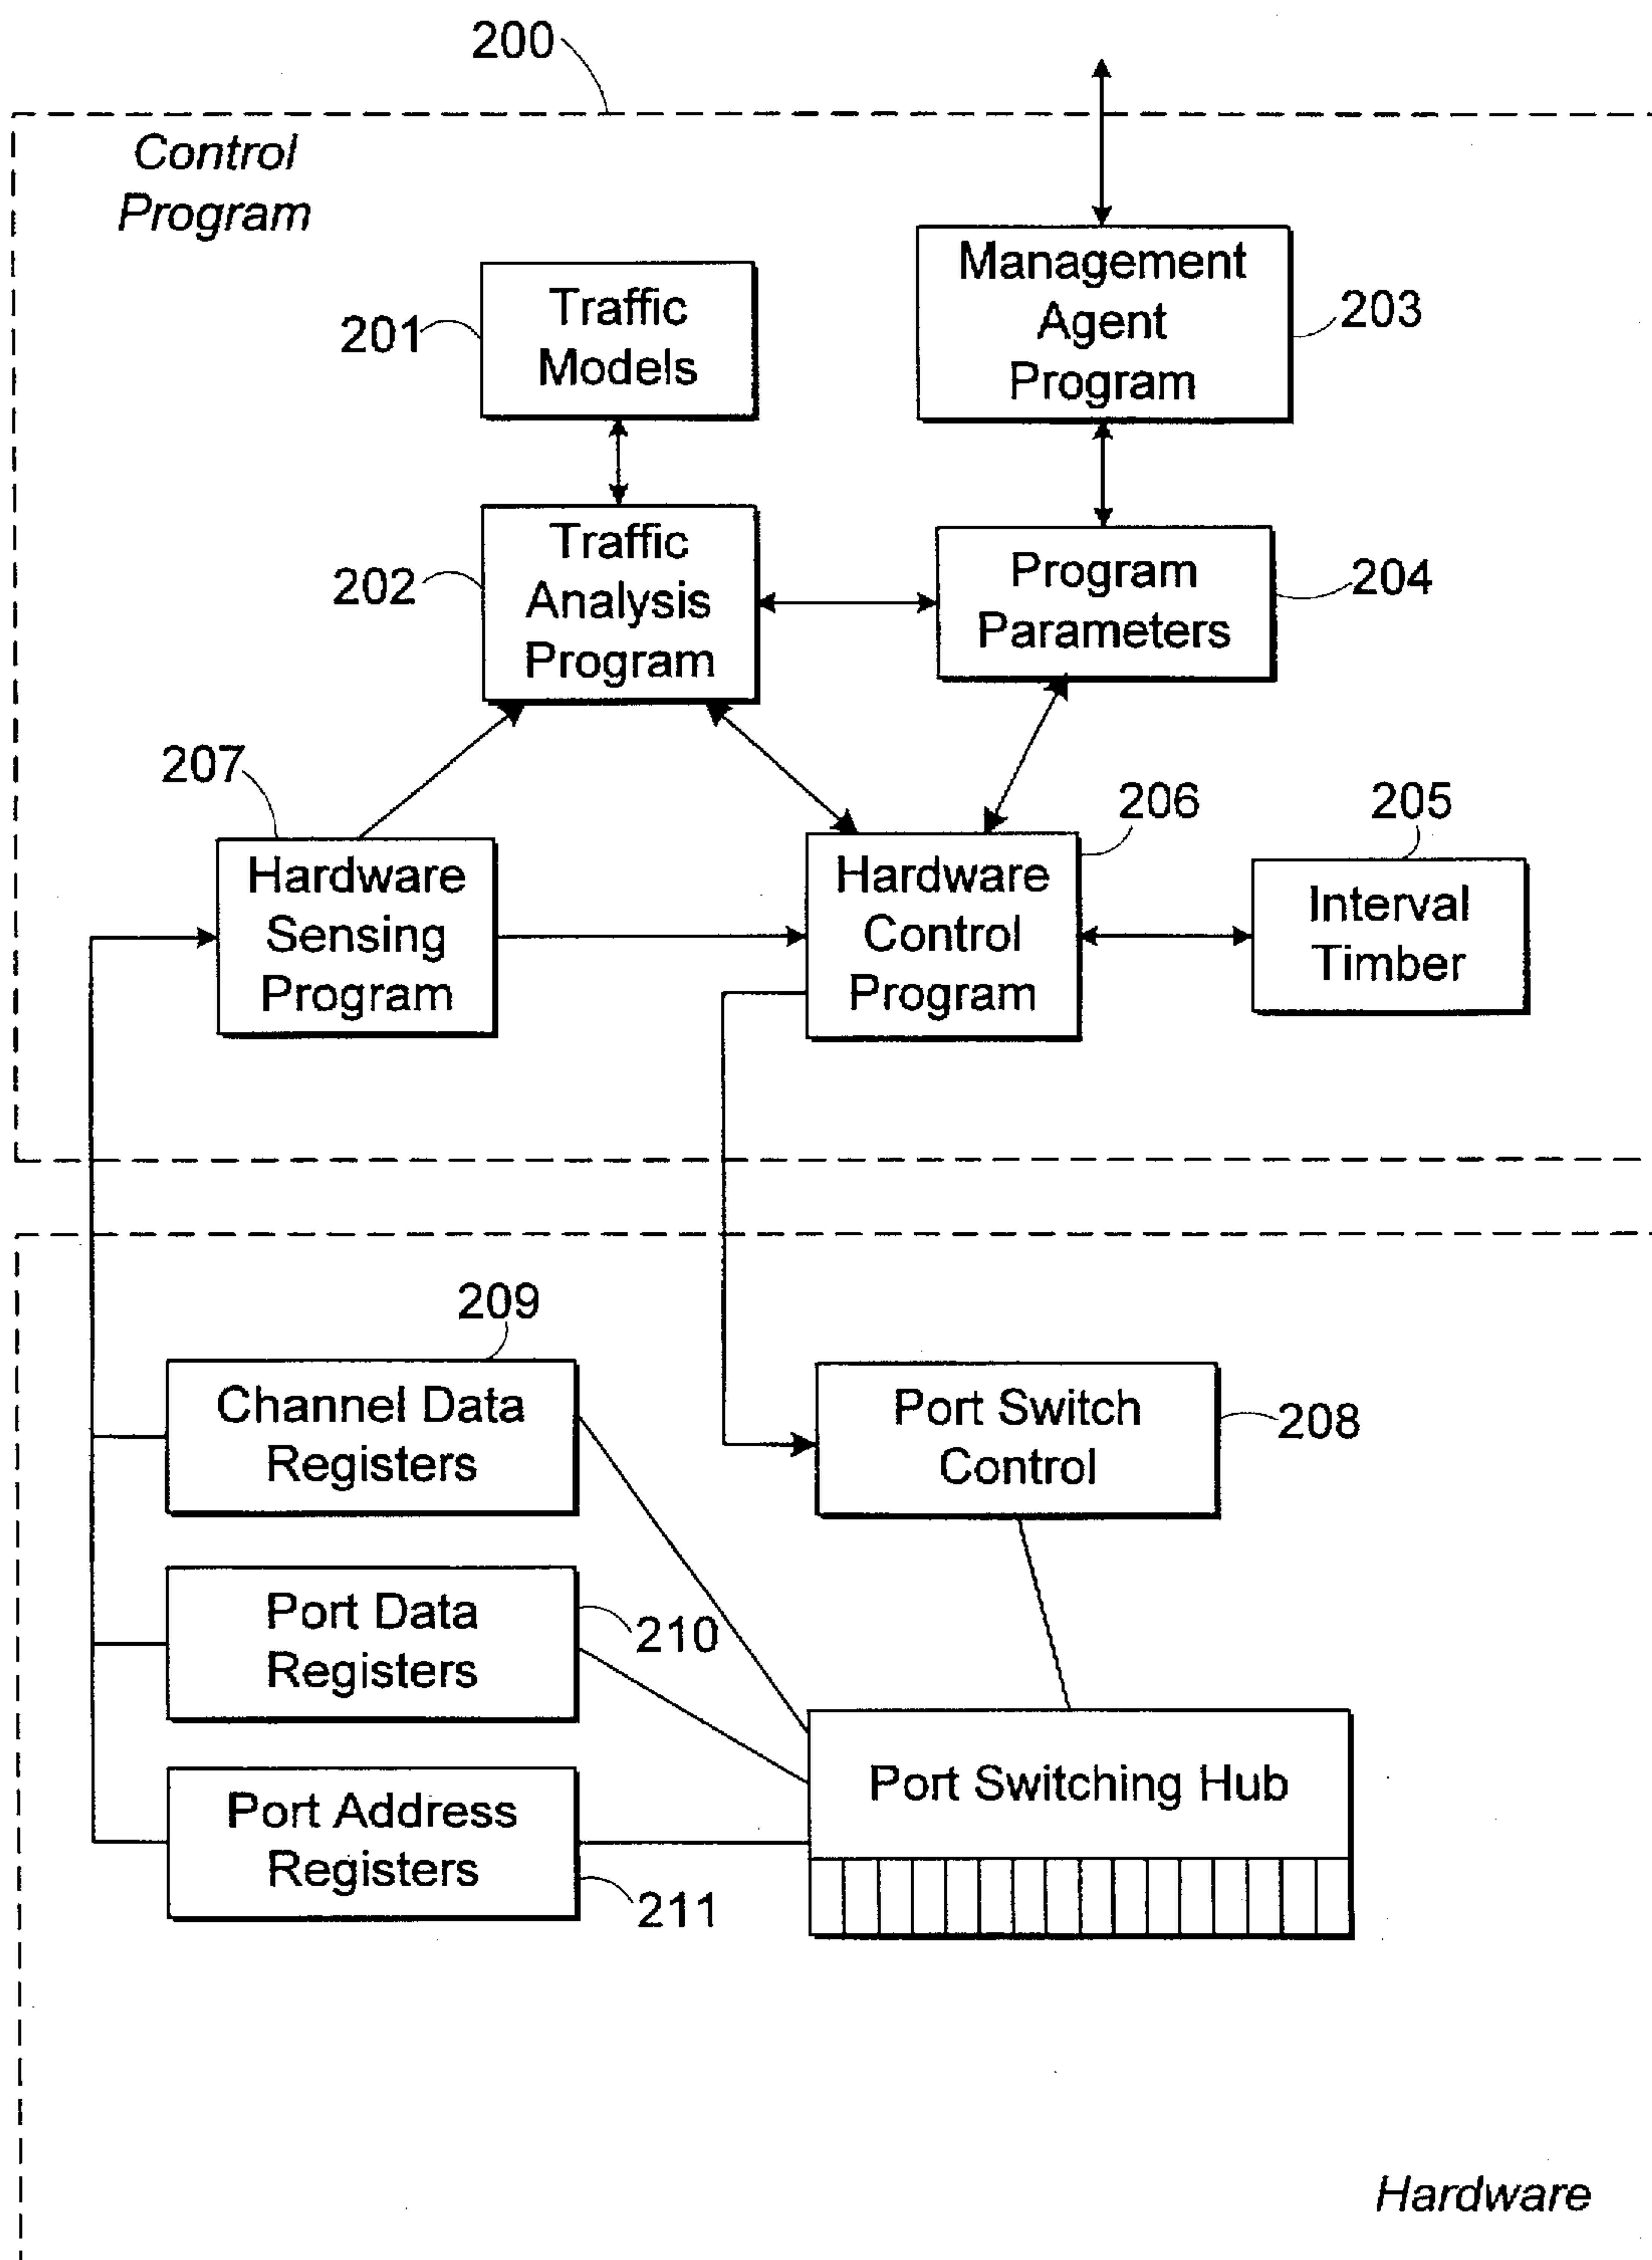 200
Control
Program
Management
Agent
Program
203
Traffic
Models
201
Traffic
Analysis
Program
202
Program
Parameters
204
207
206
205
Hardware
Sensing
Program
Hardware
Control
Program
Interval
Timber
209
Channel Data
Registers
Port Switch
Control
208
Port Data
Registers
210
Port Switching Hub
Port Address
Registers
211
Hardware